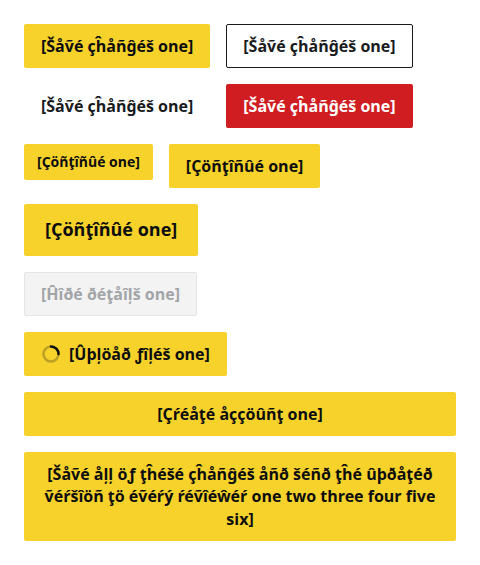 [Šåṽé çĥåñĝéš one] [Šåṽé çĥåñĝéš one]
[Šåṽé çĥåñĝéš one] [Šåṽé çĥåñĝéš one]
[Çöñţîñûé one] [Çöñţîñûé one]
[Çöñţîñûé one]
[Ĥîðé ðéţåîļš one]
[Ûþļöåð ƒîļéš one]
[Çŕéåţé åççöûñţ one]
[Šåṽé åļļ öƒ ţĥéšé çĥåñĝéš åñð šéñð ţĥé ûþðåţéð
ṽéŕšîöñ ţö éṽéŕý ŕéṽîéŵéŕ one two three four five
six]